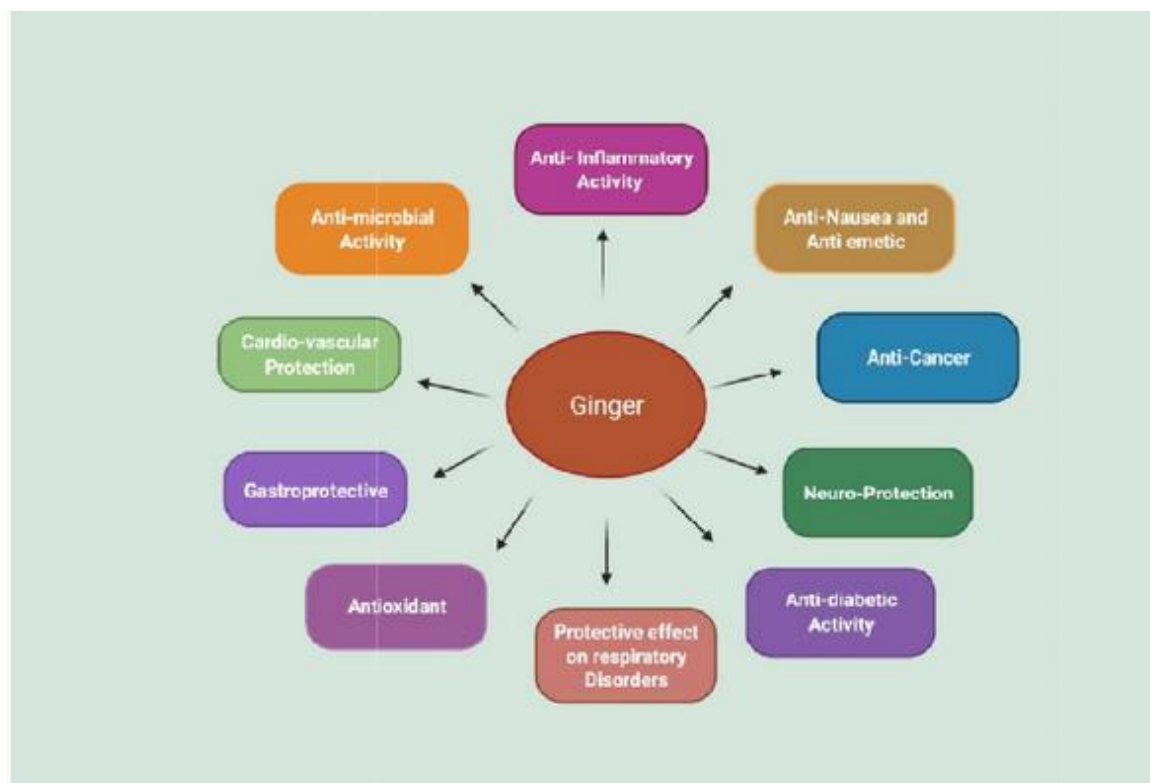 Anti- Inflammatory
Activity
Anti-microbial
Activity
Anti-Nausea and
Anti emetic
Cardio-vascular
Protection
Anti-Cancer
Ginger
Gastroprotective
Neuro-Protection
Antioxidant
Anti-diabetic
Activity
Protective effect
on respiratory
Disorders